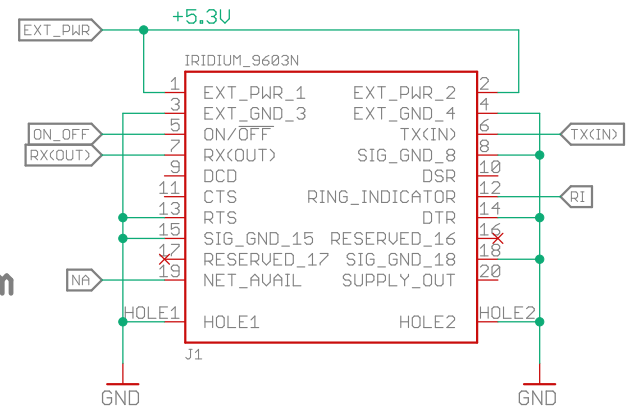 +5.3V
EXT_PWR
IRIDIUM_9603N
1 EXT_PWR_1 EXT_PWR_2 2
3 EXT_GND_3 EXT_GND_4 4
ON_OFF 5 ON/OFF TX(IN) 6 TX(IN)
RX(OUT) 7 RX(OUT) SIG_GND_8 8
9 DCD DSR 10
11 CTS RING_INDICATOR 12 RI
13 RTS DTR 14
15 SIG_GND_15 RESERVED_16 16
17 RESERVED_17 SIG_GND_18 18
NA 19 NET_AVAIL SUPPLY_OUT 20
m
HOLE1 HOLE1 HOLE2 HOLE2
J1
GND GND